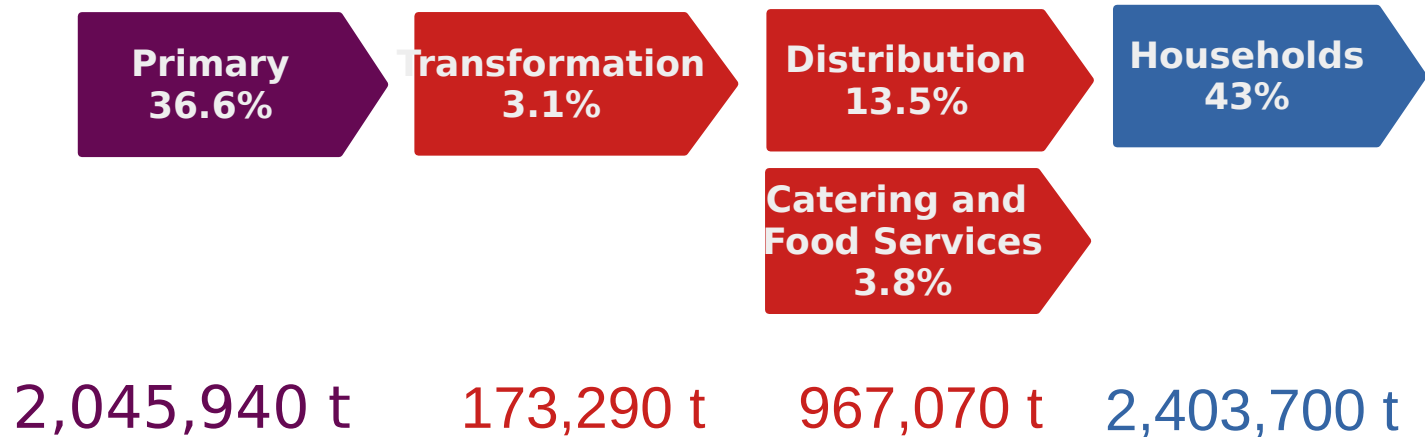 Primary
36.6%
Transformation
3.1%
Distribution
13.5%
Households
43%
Catering and
Food Services
3.8%
2,045,940 t
173,290 t
967,070 t
2,403,700 t